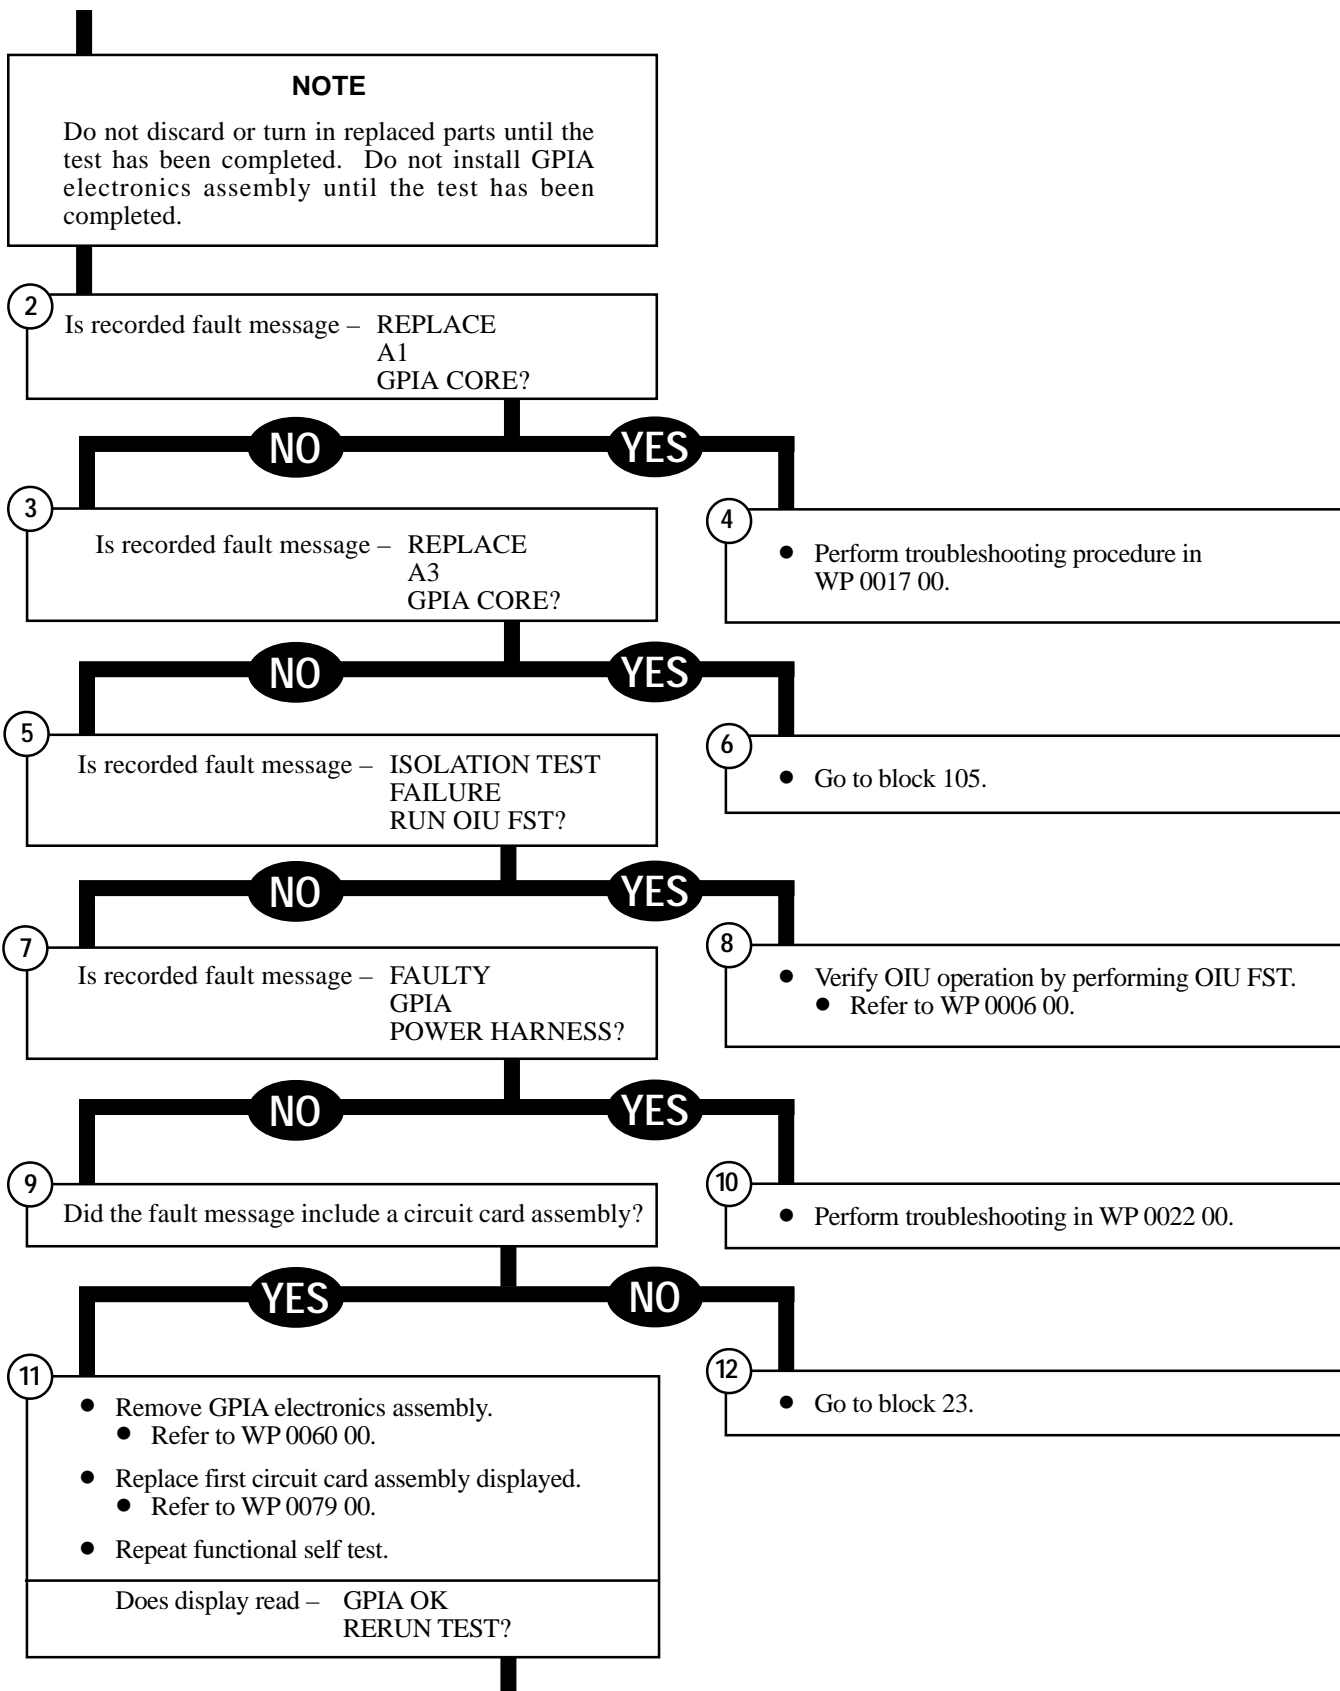 NOTE
Do not discard or turn in replaced parts until the
test has been completed. Do not install GPIA
electronics assembly until the test has been
completed.
2
Is recorded fault message – REPLACE
A1
GPIA CORE?
NO
YES
3
Is recorded fault message – REPLACE
A3
GPIA CORE?
4
● Perform troubleshooting procedure in
WP 0017 00.
NO
YES
5
Is recorded fault message – ISOLATION TEST
FAILURE
RUN OIU FST?
6
● Go to block 105.
NO
YES
7
Is recorded fault message – FAULTY
GPIA
POWER HARNESS?
8
● Verify OIU operation by performing OIU FST.
● Refer to WP 0006 00.
NO
YES
9
Did the fault message include a circuit card assembly?
10
● Perform troubleshooting in WP 0022 00.
YES
NO
11
● Remove GPIA electronics assembly.
● Refer to WP 0060 00.
● Replace first circuit card assembly displayed.
● Refer to WP 0079 00.
● Repeat functional self test.
Does display read – GPIA OK
RERUN TEST?
12
● Go to block 23.